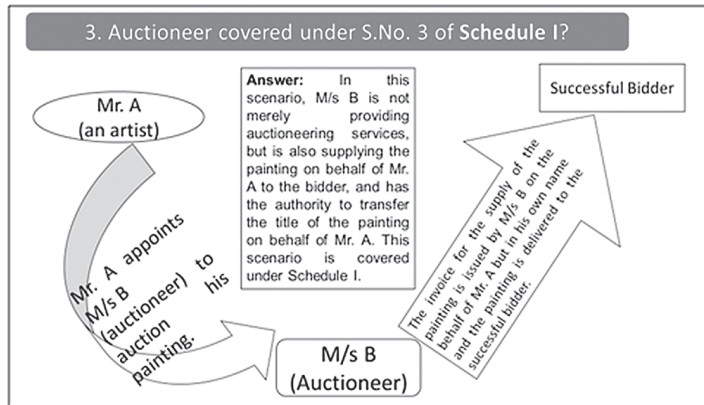 3. Auctioneer covered under S.No. 3 of Schedule I?
Mr. A
(an artist)
Mr. A appoints
M/s B
(auctioneer) to
auction his
painting.
Answer: In this
scenario, M/s B is not
merely providing
auctioneering services,
but is also supplying the
painting on behalf of Mr.
A to the bidder, and has
the authority to transfer
the title of the painting
on behalf of Mr. A. This
scenario is covered
under Schedule I.
M/s B
(Auctioneer)
The invoice for the supply of the
painting is issued by M/s B on the
behalf of Mr. A but in his own name
and the painting is delivered to the
successful bidder.
Successful Bidder